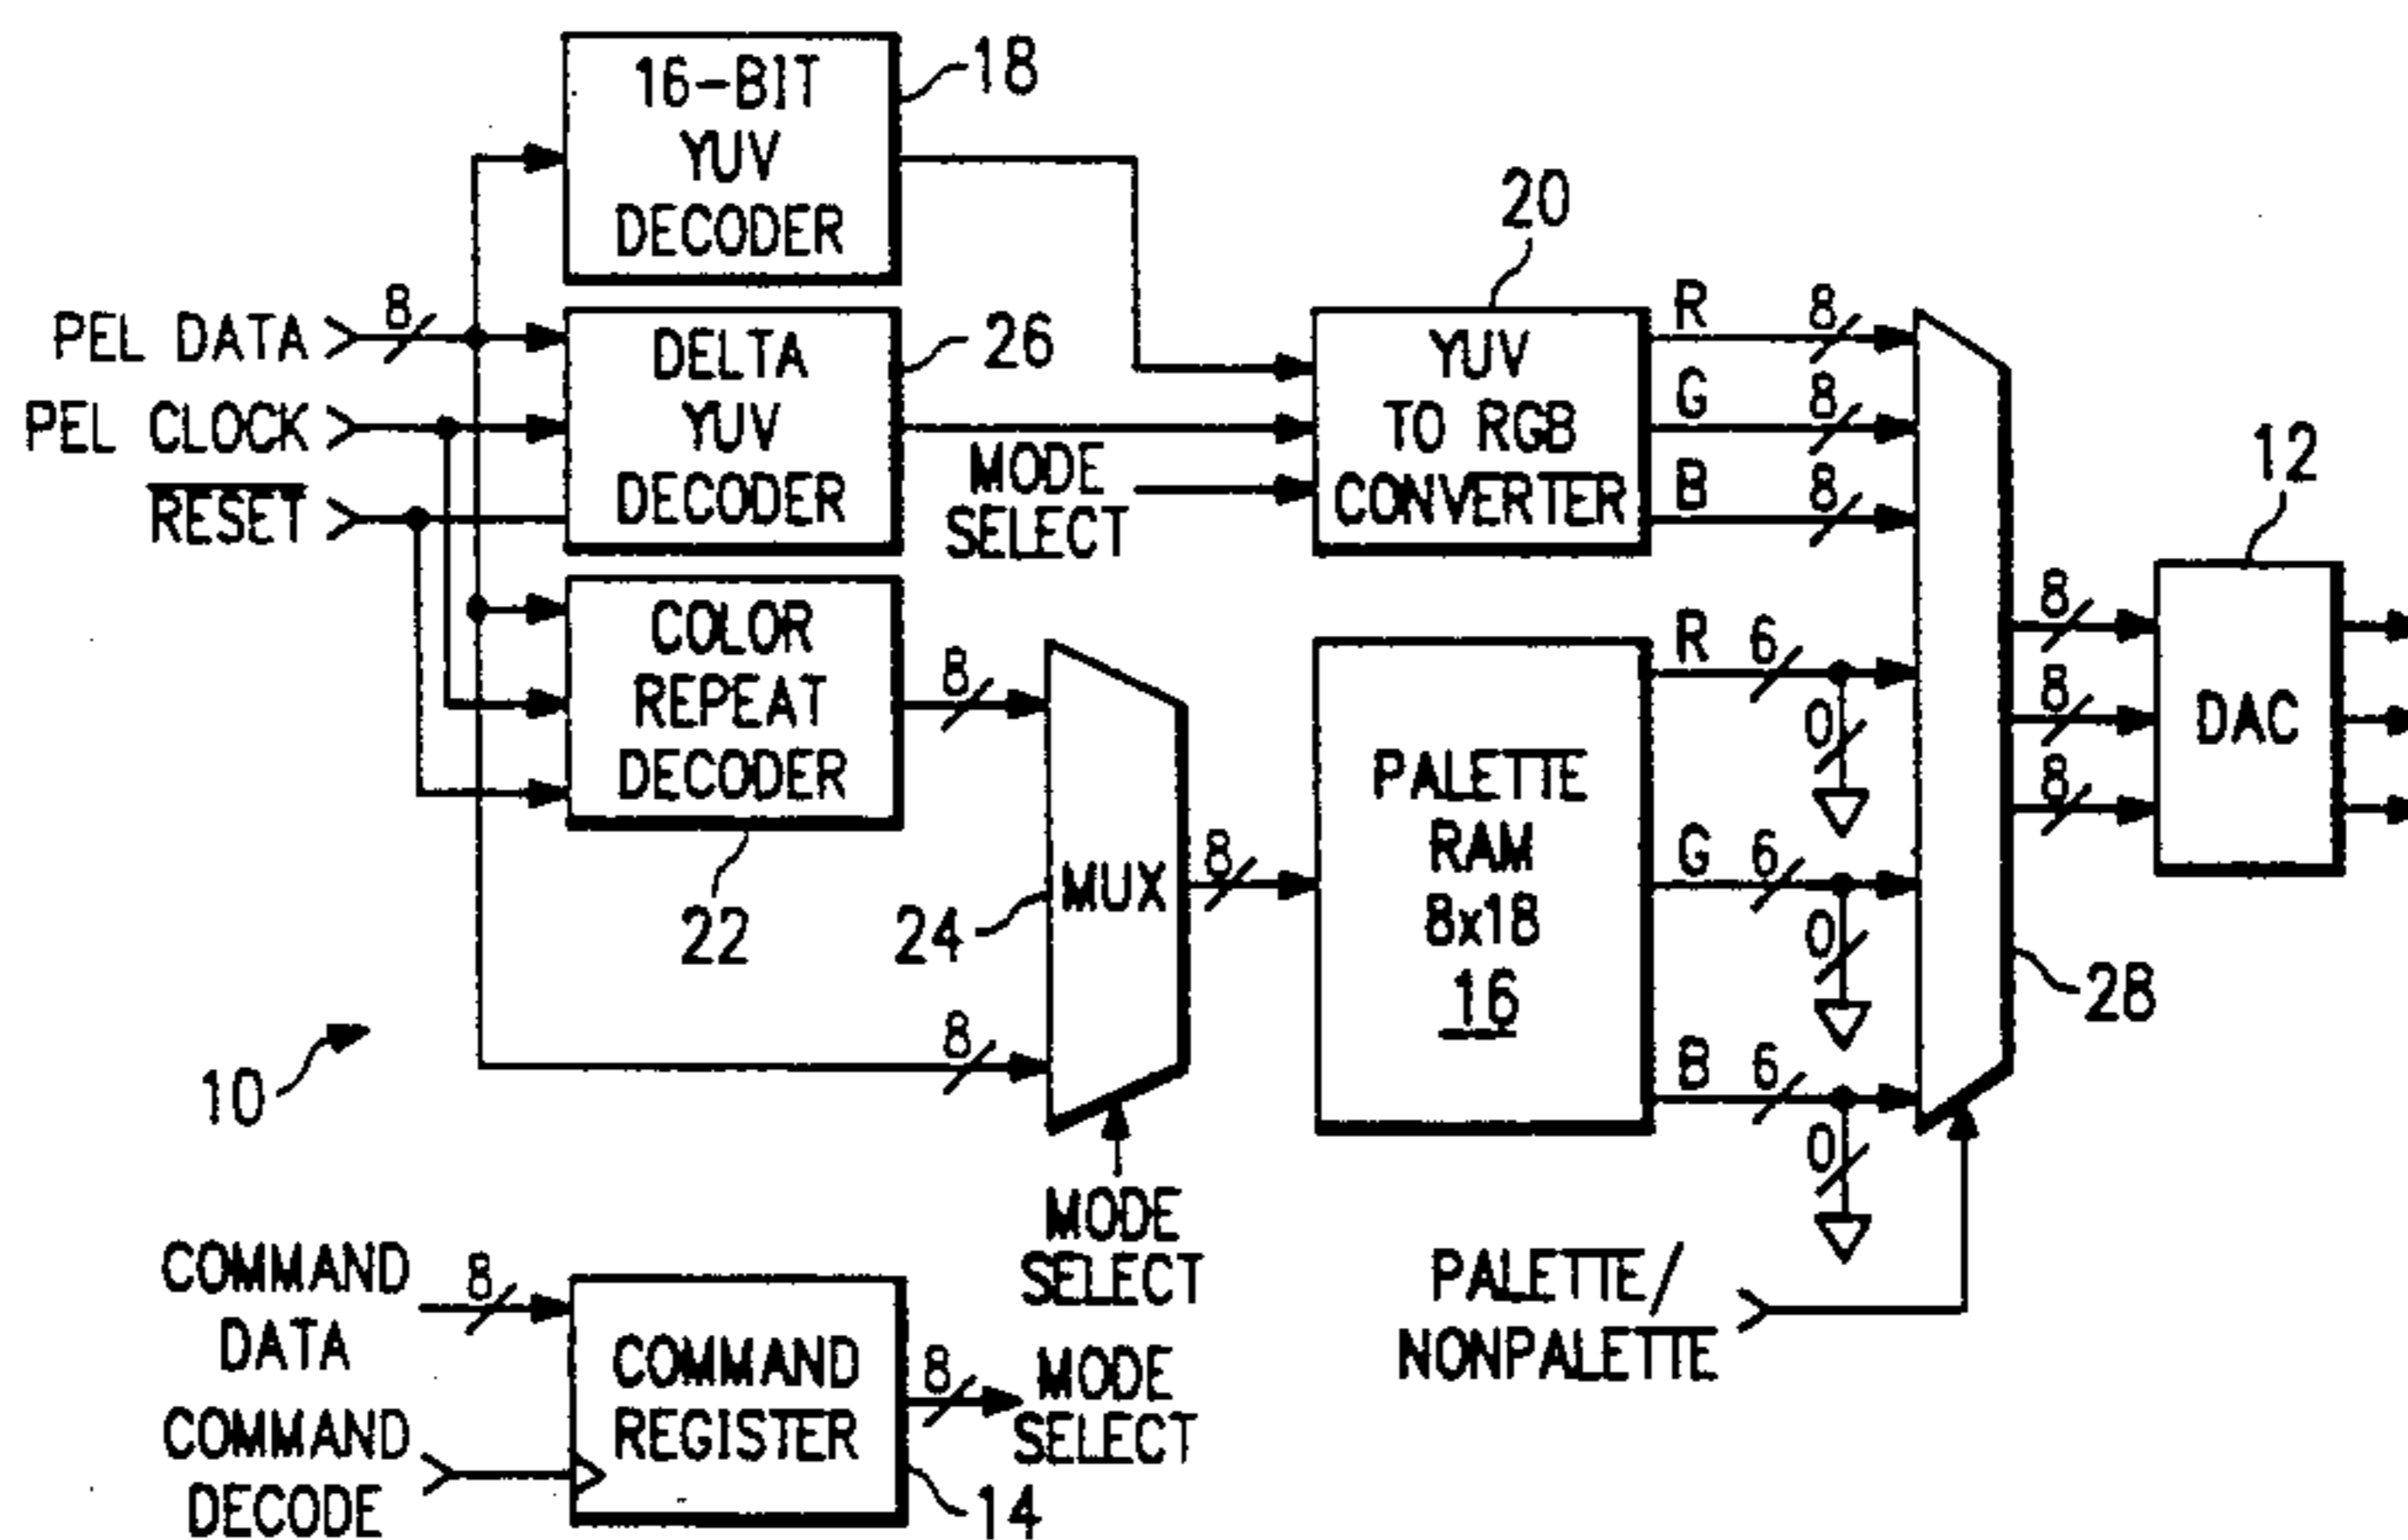 16-BIT
YUV
DECODER
18
PEL DATA
8
PEL CLOCK
RESET
DELTA
YUV
DECODER
26
MODE
SELECT
20
YUV
TO RGB
CONVERTER
R 8
G 8
B 8
12
DAC
8
8
8
COLOR
REPEAT
DECODER
22
8
8
24
MUX
8
PALETTE
RAM
8x18
16
R 6
0
G 6
0
B 6
0
28
10
MODE
SELECT
PALETTE/
NONPALETTE
COMMAND
DATA
8
COMMAND
DECODE
COMMAND
REGISTER
14
8
MODE
SELECT